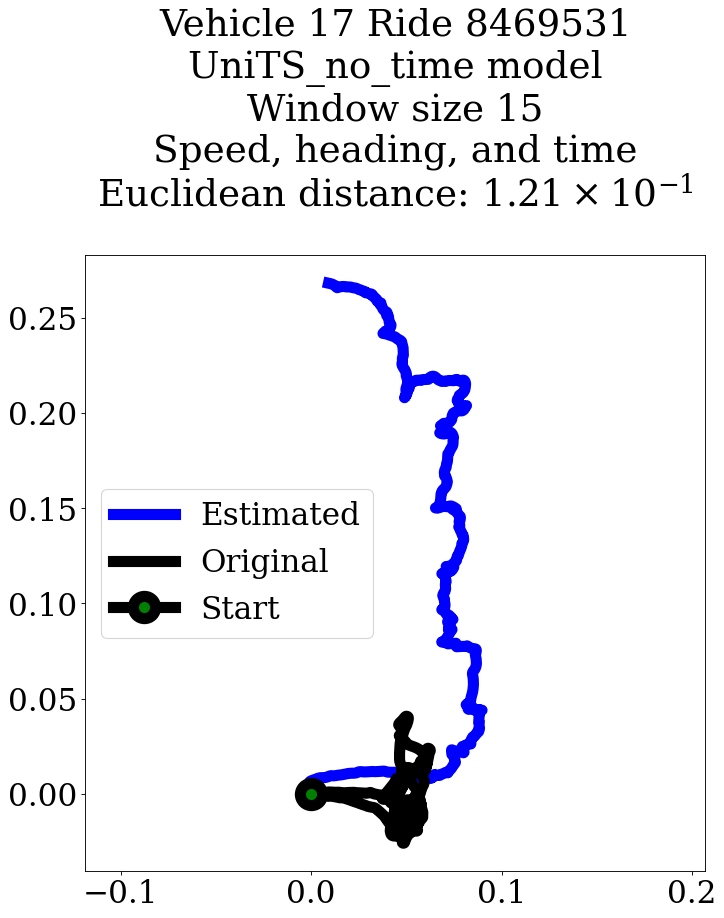 Vehicle 17 Ride 8469531
UniTS_no_time model
Window size 15
Speed, heading, and time
Euclidean distance: 1.21 × 10⁻¹
0.25
0.20
0.15
0.10
0.05
0.00
Estimated
Original
Start
−0.1 0.0 0.1 0.2